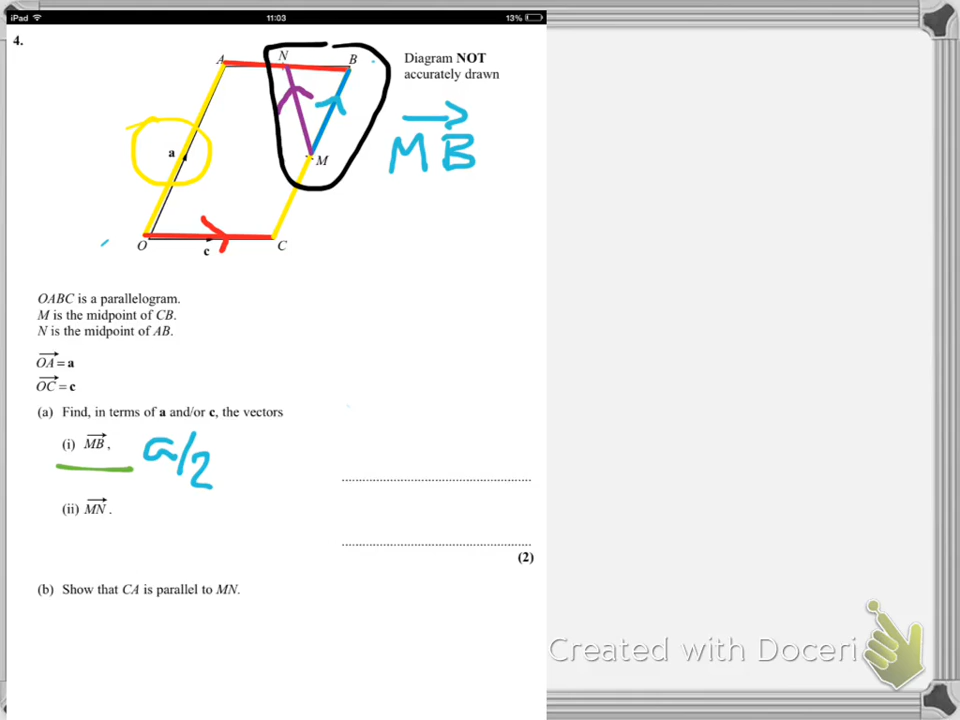 iPad 11:03 13%
4.
A N B
Diagram NOT
accurately drawn
MB
a
M
O C
c
OABC is a parallelogram.
M is the midpoint of CB.
N is the midpoint of AB.
OA = a
OC = c
(a) Find, in terms of a and/or c, the vectors
(i) MB, a/2
(ii) MN.
(2)
(b) Show that CA is parallel to MN.
Created with Doceri